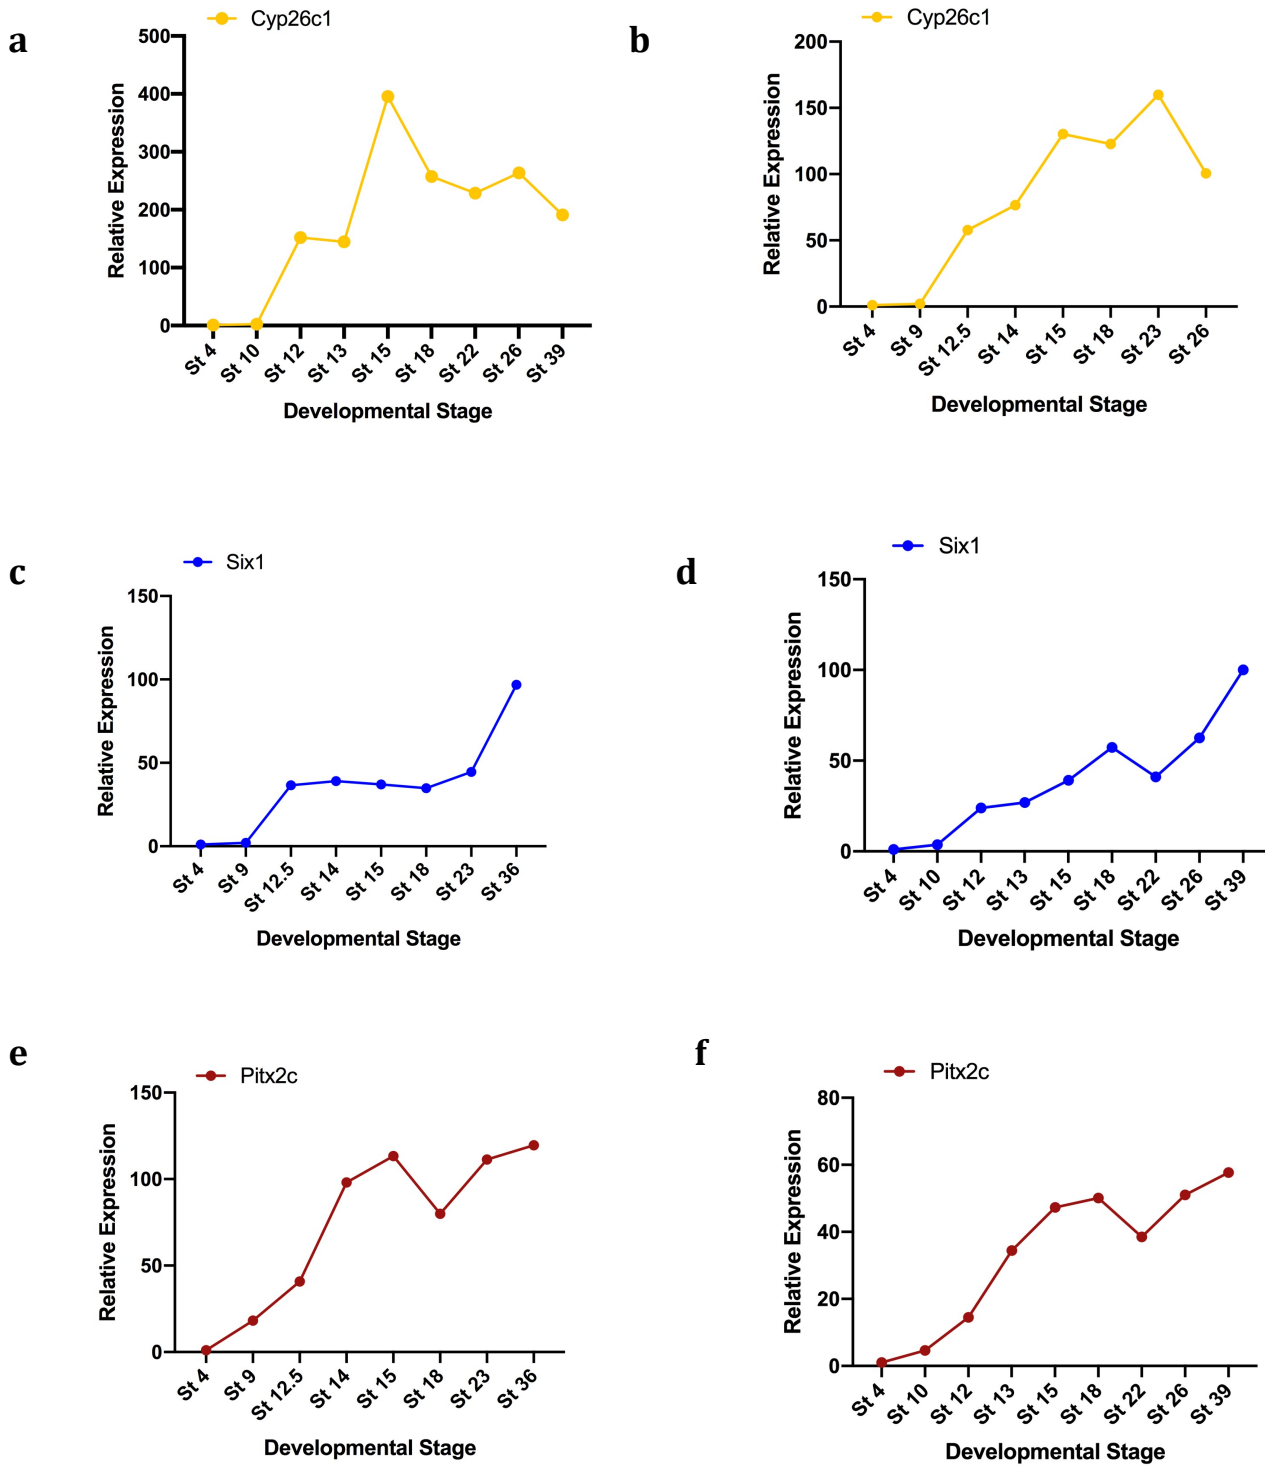 a
Cyp26c1
Relative Expression
500
400
300
200
100
0
St 4
St 10
St 12
St 13
St 15
St 18
St 22
St 26
St 39
Developmental Stage
b
Cyp26c1
Relative Expression
200
150
100
50
0
St 4
St 9
St 12.5
St 14
St 15
St 18
St 23
St 26
Developmental Stage
c
Six1
Relative Expression
150
100
50
0
St 4
St 9
St 12.5
St 14
St 15
St 18
St 23
St 36
Developmental Stage
d
Six1
Relative Expression
150
100
50
0
St 4
St 10
St 12
St 13
St 15
St 18
St 22
St 26
St 39
Developmental Stage
e
Pitx2c
Relative Expression
150
100
50
0
St 4
St 9
St 12.5
St 14
St 15
St 18
St 23
St 36
Developmental Stage
f
Pitx2c
Relative Expression
80
60
40
20
0
St 4
St 10
St 12
St 13
St 15
St 18
St 22
St 26
St 39
Developmental Stage